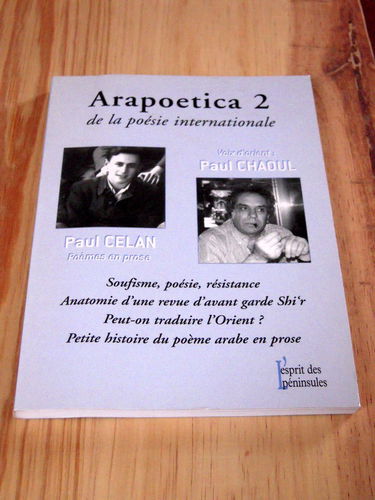 Arapoetica 2
de la poésie internationale
Voix d'orient :
Paul CHAOUL
Paul CELAN
Poèmes en prose
Soufisme, poésie, résistance
Anatomie d'une revue d'avant garde Shi'r
Peut-on traduire l'Orient ?
Petite histoire du poème arabe en prose
L'esprit des
péninsules